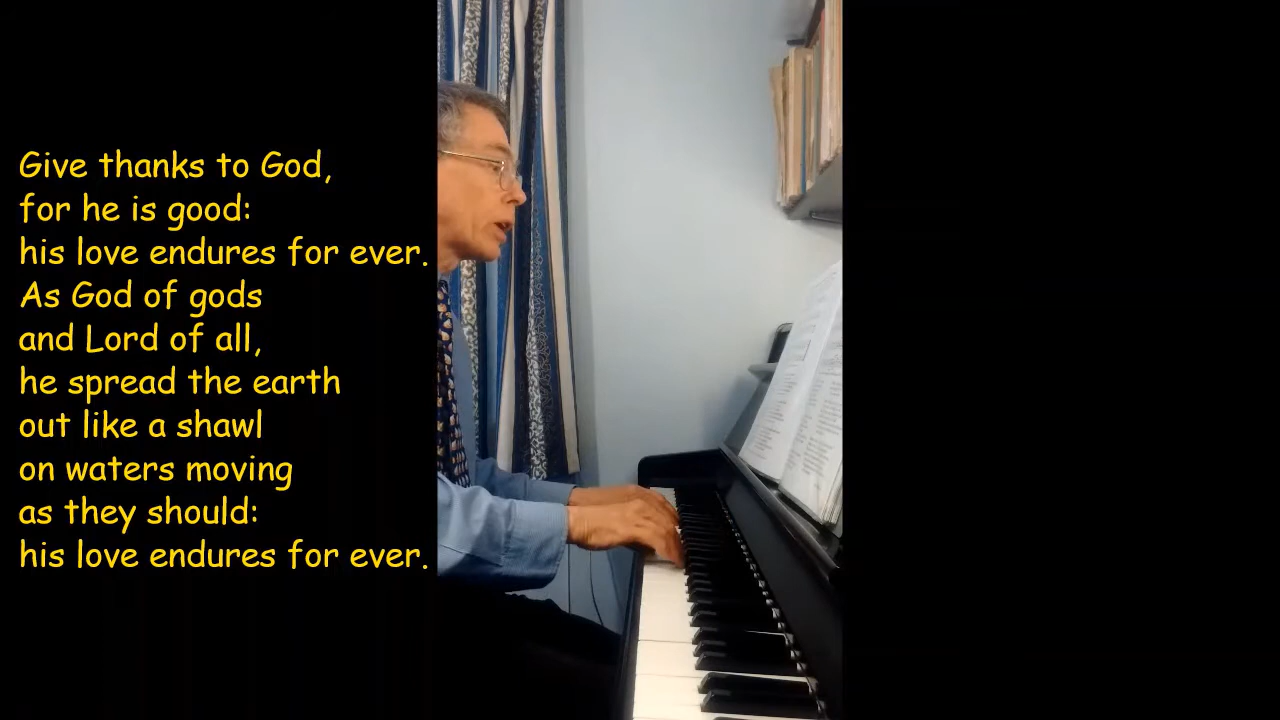 Give thanks to God,
for he is good:
his love endures for ever.
As God of gods
and Lord of all,
he spread the earth
out like a shawl
on waters moving
as they should:
his love endures for ever.